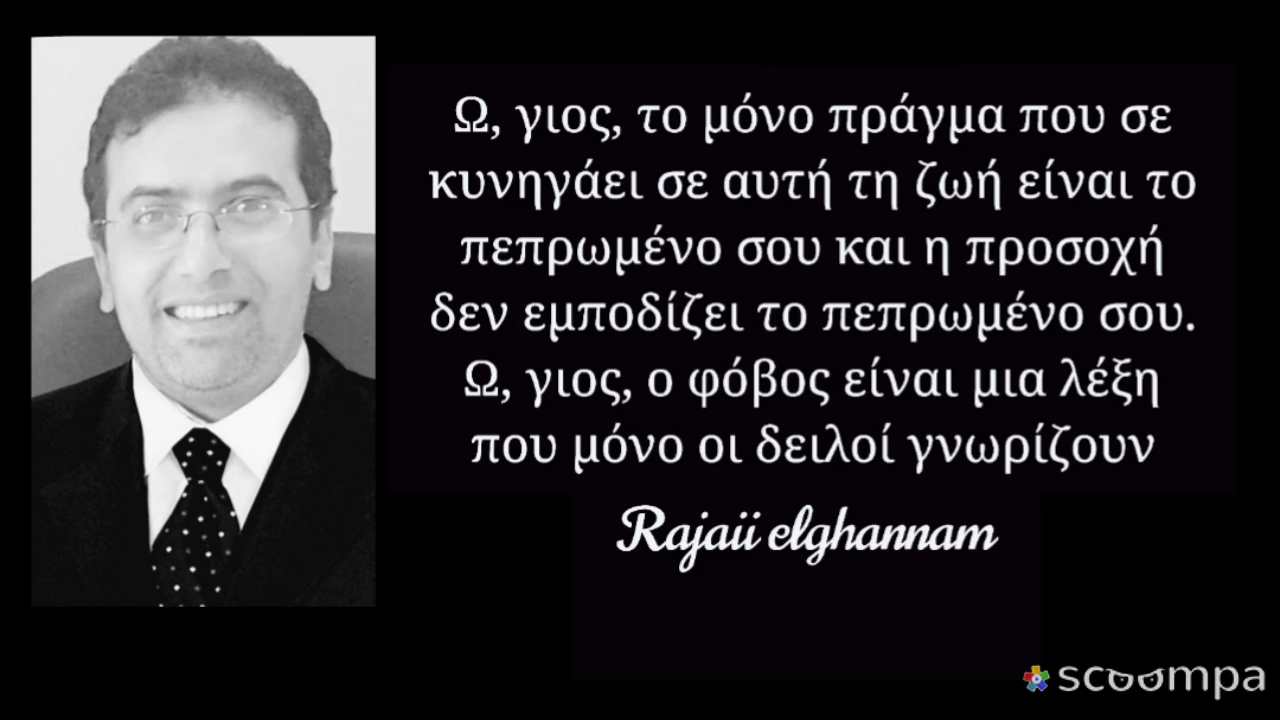 Ω, γιος, το μόνο πράγμα που σε
κυνηγάει σε αυτή τη ζωή είναι το
πεπρωμένο σου και η προσοχή
δεν εμποδίζει το πεπρωμένο σου.
Ω, γιος, ο φόβος είναι μια λέξη
που μόνο οι δειλοί γνωρίζουν
Rajaii elghannam
scoompa